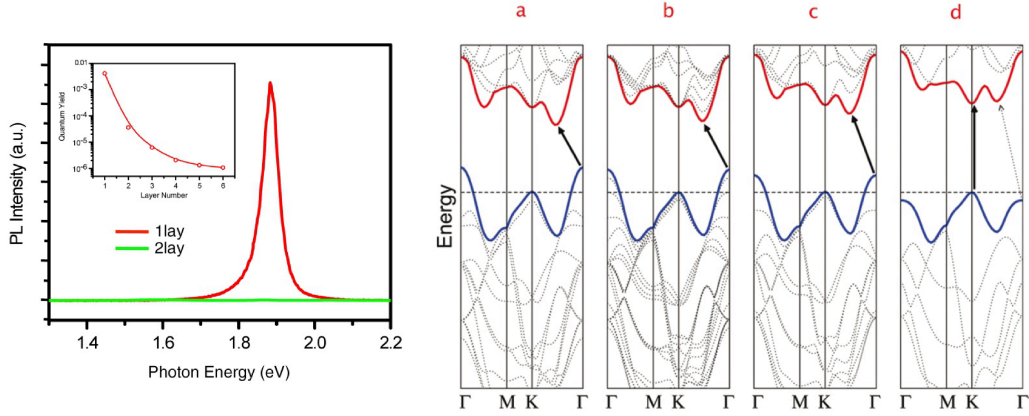 a b c d
PL Intensity (a.u.)
Quantum Yield
0.01
10⁻³
10⁻⁴
10⁻⁵
10⁻⁶
1 2 3 4 5 6
Layer Number
1lay
2lay
1.4 1.6 1.8 2.0 2.2
Photon Energy (eV)
Energy
Γ M K Γ Γ M K Γ Γ M K Γ Γ M K Γ